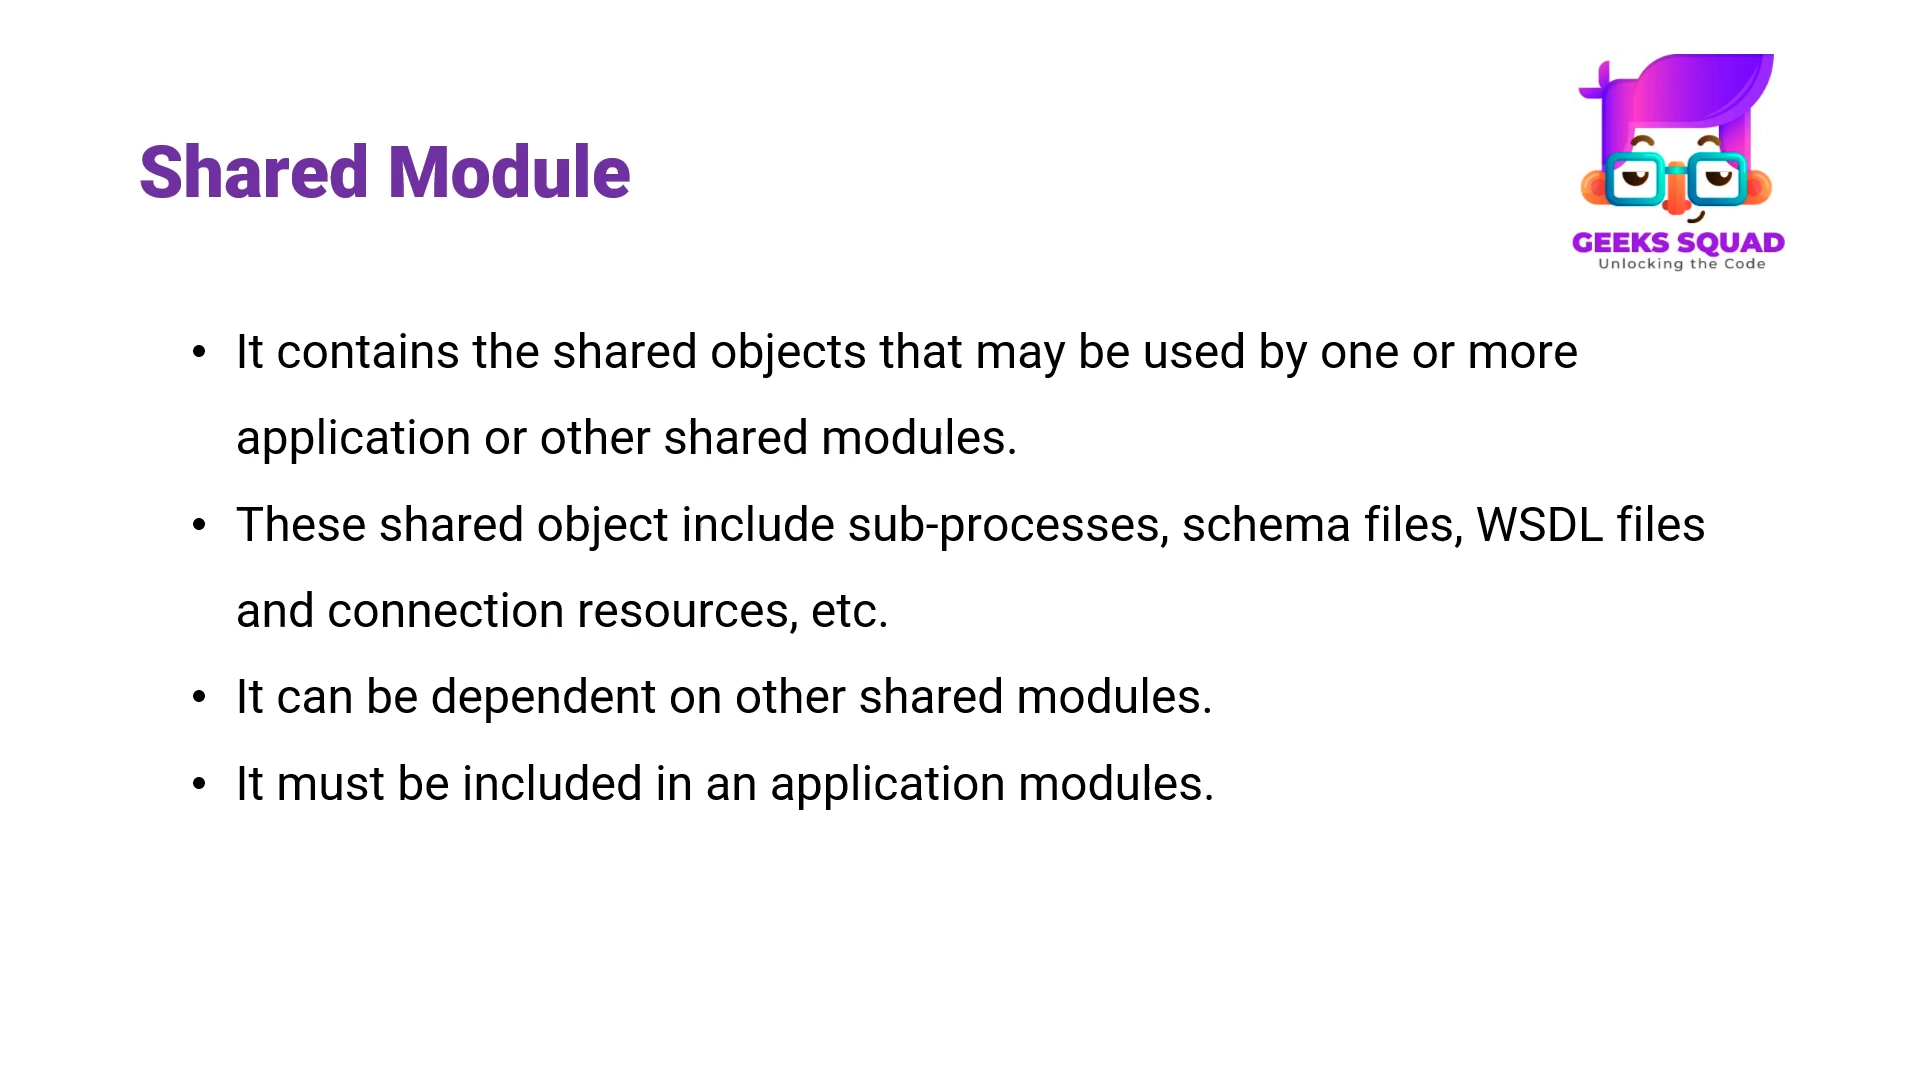 Shared Module
GEEKS SQUAD
Unlocking the Code
• It contains the shared objects that may be used by one or more
application or other shared modules.
• These shared object include sub-processes, schema files, WSDL files
and connection resources, etc.
• It can be dependent on other shared modules.
• It must be included in an application modules.